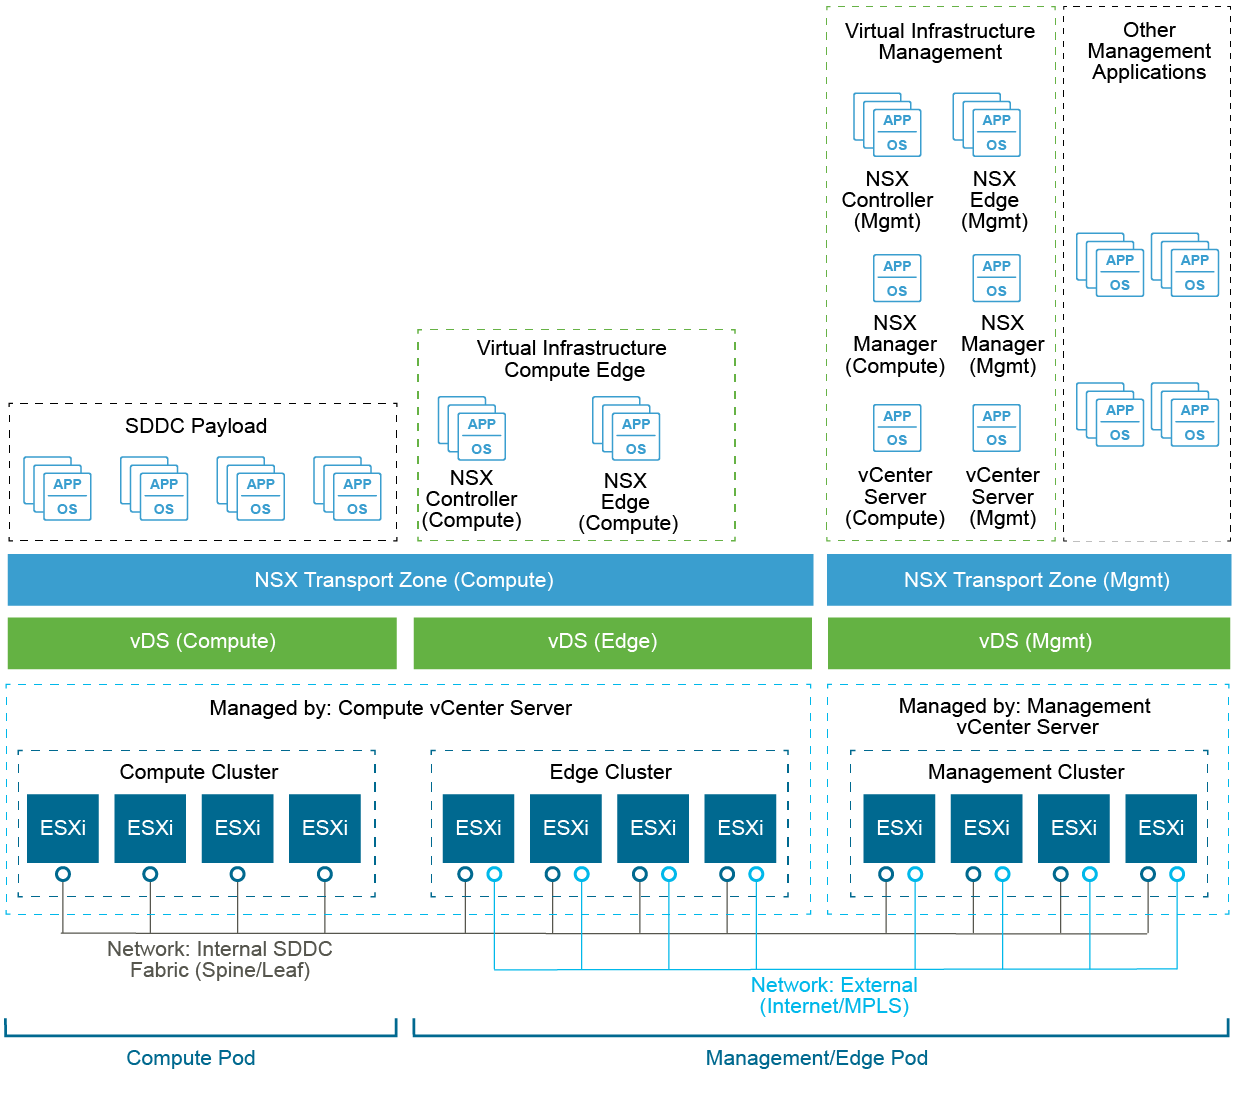 Virtual Infrastructure
Management
Other
Management
Applications
APP
OS
APP
OS
NSX
Controller
(Mgmt)
NSX
Edge
(Mgmt)
APP
OS
APP
OS
APP
OS
APP
OS
NSX
Manager
(Compute)
NSX
Manager
(Mgmt)
Virtual Infrastructure
Compute Edge
APP
OS
APP
OS
APP
OS
APP
OS
APP
OS
APP
OS
SDDC Payload
NSX
Controller
(Compute)
NSX
Edge
(Compute)
vCenter
Server
(Compute)
vCenter
Server
(Mgmt)
APP
OS
APP
OS
APP
OS
APP
OS
NSX Transport Zone (Compute)
NSX Transport Zone (Mgmt)
vDS (Compute)
vDS (Edge)
vDS (Mgmt)
Managed by: Compute vCenter Server
Managed by: Management
vCenter Server
Compute Cluster
Edge Cluster
Management Cluster
ESXi
ESXi
ESXi
ESXi
ESXi
ESXi
ESXi
ESXi
ESXi
ESXi
ESXi
ESXi
Network: Internal SDDC
Fabric (Spine/Leaf)
Network: External
(Internet/MPLS)
Compute Pod
Management/Edge Pod